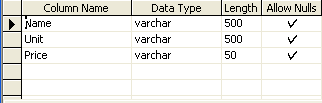 Column Name Data Type Length Allow Nulls
Name varchar 500
Unit varchar 500
Price varchar 50